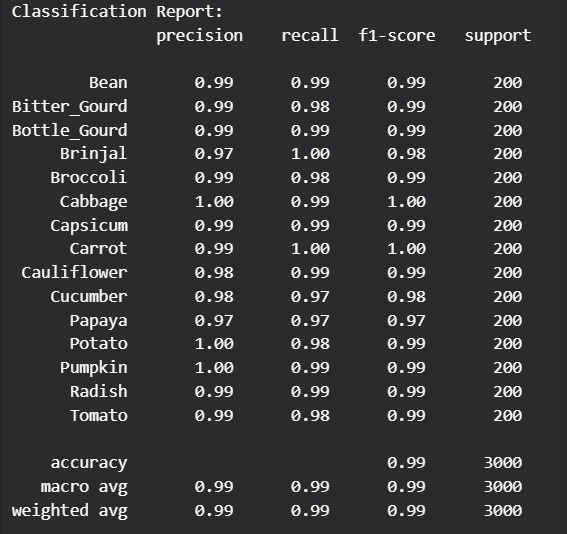 Classification Report:
precision recall f1-score support
Bean 0.99 0.99 0.99 200
Bitter_Gourd 0.99 0.98 0.99 200
Bottle_Gourd 0.99 0.99 0.99 200
Brinjal 0.97 1.00 0.98 200
Broccoli 0.99 0.98 0.99 200
Cabbage 1.00 0.99 1.00 200
Capsicum 0.99 0.99 0.99 200
Carrot 0.99 1.00 1.00 200
Cauliflower 0.98 0.99 0.99 200
Cucumber 0.98 0.97 0.98 200
Papaya 0.97 0.97 0.97 200
Potato 1.00 0.98 0.99 200
Pumpkin 1.00 0.99 0.99 200
Radish 0.99 0.99 0.99 200
Tomato 0.99 0.98 0.99 200
accuracy 0.99 3000
macro avg 0.99 0.99 0.99 3000
weighted avg 0.99 0.99 0.99 3000